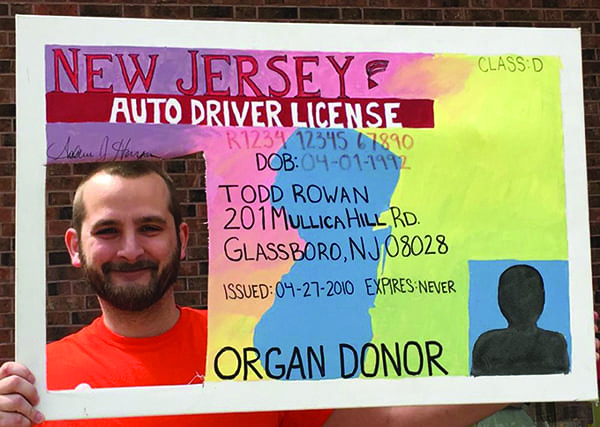 NEW JERSEY
CLASS:D
AUTO DRIVER LICENSE
R1234 12345 67890
DOB: 04-01-1992
TODD ROWAN
201 MULLICA HILL RD.
GLASSBORO, NJ 08028
ISSUED: 04-27-2010 EXPIRES: NEVER
ORGAN DONOR